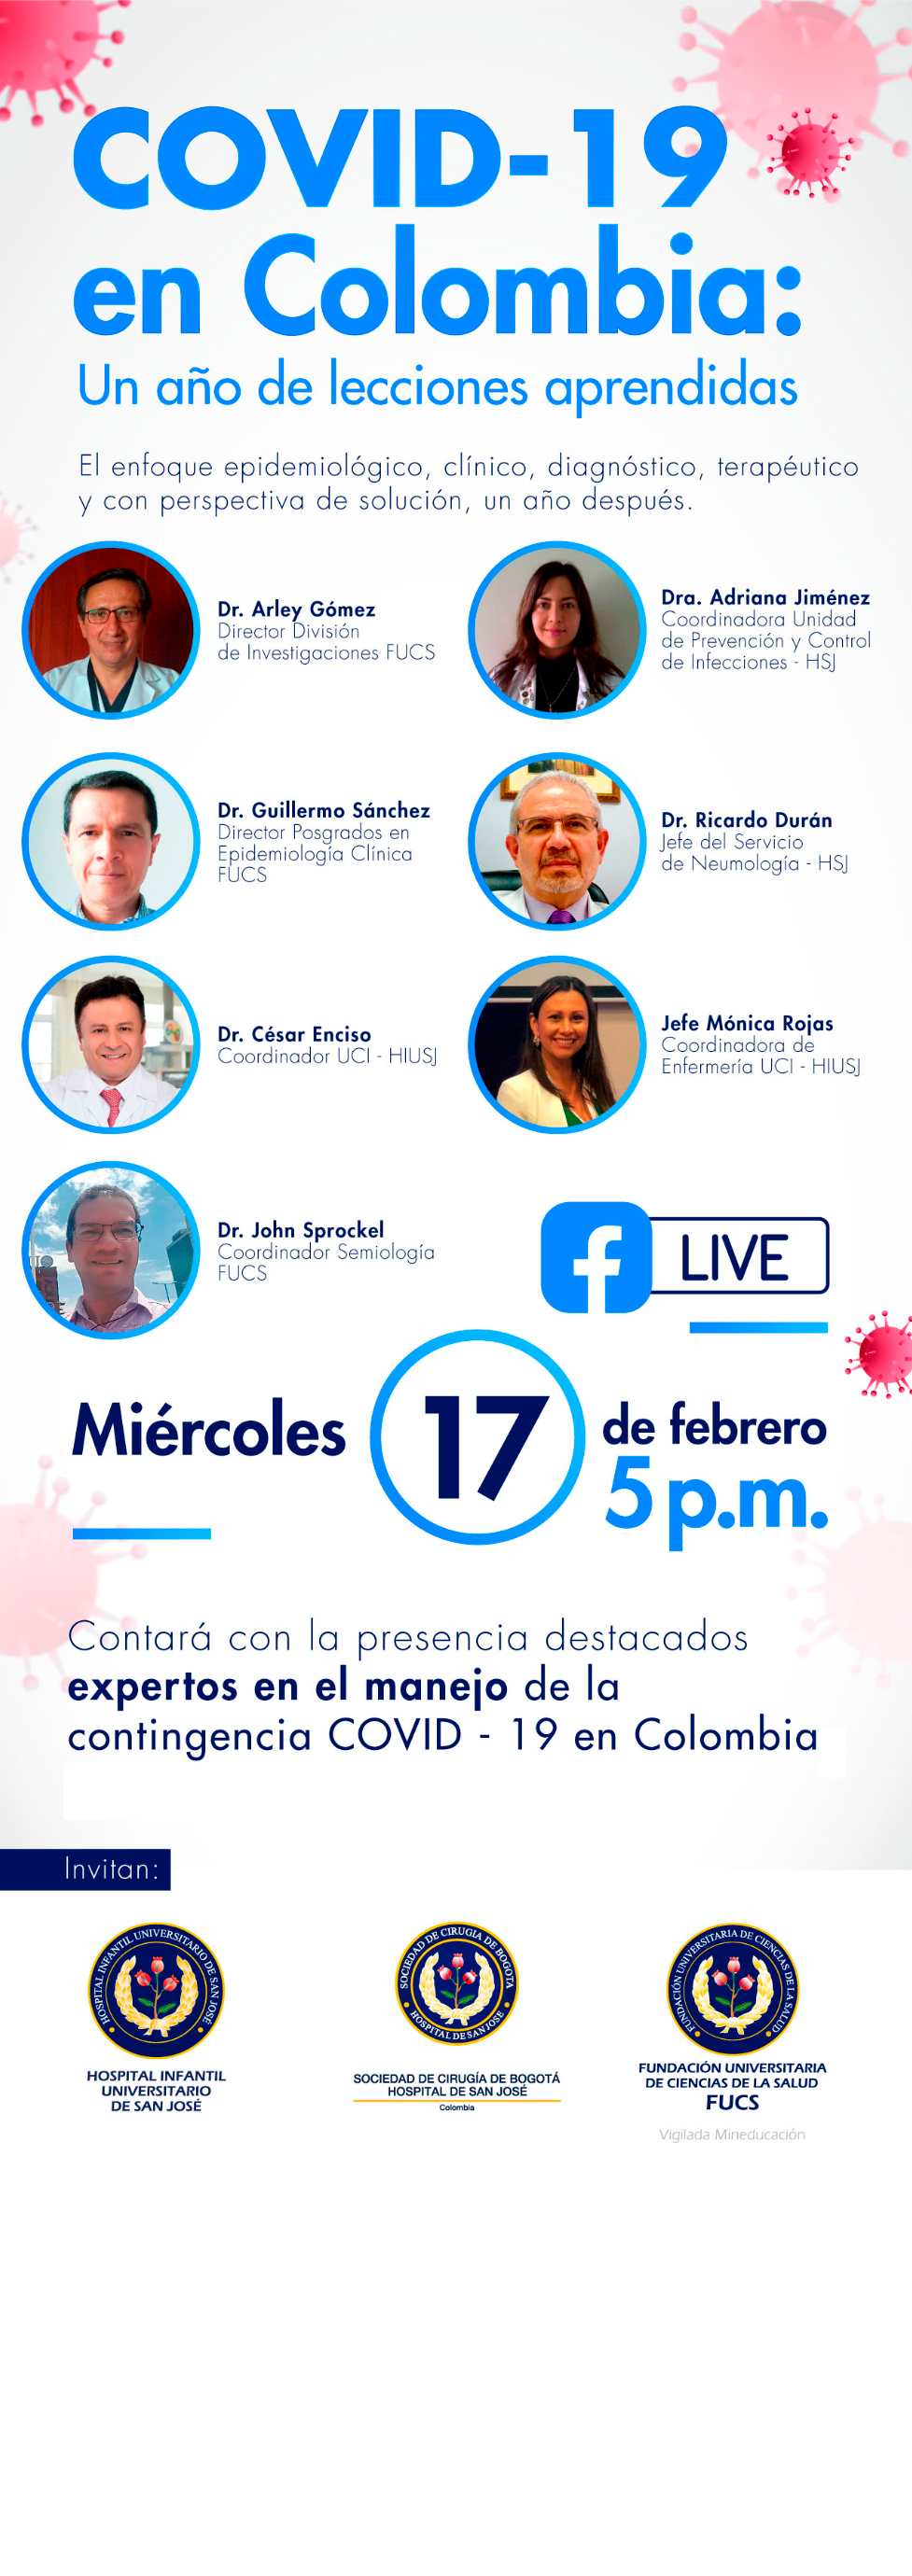 COVID-19
en Colombia:
Un año de lecciones aprendidas
El enfoque epidemiológico, clínico, diagnóstico, terapéutico
y con perspectiva de solución, un año después.
Dr. Arley Gómez
Director División
de Investigaciones FUCS
Dra. Adriana Jiménez
Coordinadora Unidad
de Prevención y Control
de Infecciones - HSJ
Dr. Guillermo Sánchez
Director Posgrados en
Epidemiología Clínica
FUCS
Dr. Ricardo Durán
Jefe del Servicio
de Neumología - HSJ
Dr. César Enciso
Coordinador UCI - HIUSJ
Jefe Mónica Rojas
Coordinadora de
Enfermería UCI - HIUSJ
Dr. John Sprockel
Coordinador Semiología
FUCS
f LIVE
Miércoles 17 de febrero
5 p.m.
Contará con la presencia destacados
expertos en el manejo de la
contingencia COVID - 19 en Colombia
Invitan:
HOSPITAL INFANTIL UNIVERSITARIO DE SAN JOSÉ
HOSPITAL INFANTIL
UNIVERSITARIO
DE SAN JOSÉ
SOCIEDAD DE CIRUGIA DE BOGOTA
HOSPITAL DE SAN JOSE
SOCIEDAD DE CIRUGÍA DE BOGOTÁ
HOSPITAL DE SAN JOSÉ
Colombia
FUNDACIÓN UNIVERSITARIA DE CIENCIAS DE LA SALUD
FUNDACIÓN UNIVERSITARIA
DE CIENCIAS DE LA SALUD
FUCS
Vigilada Mineducación